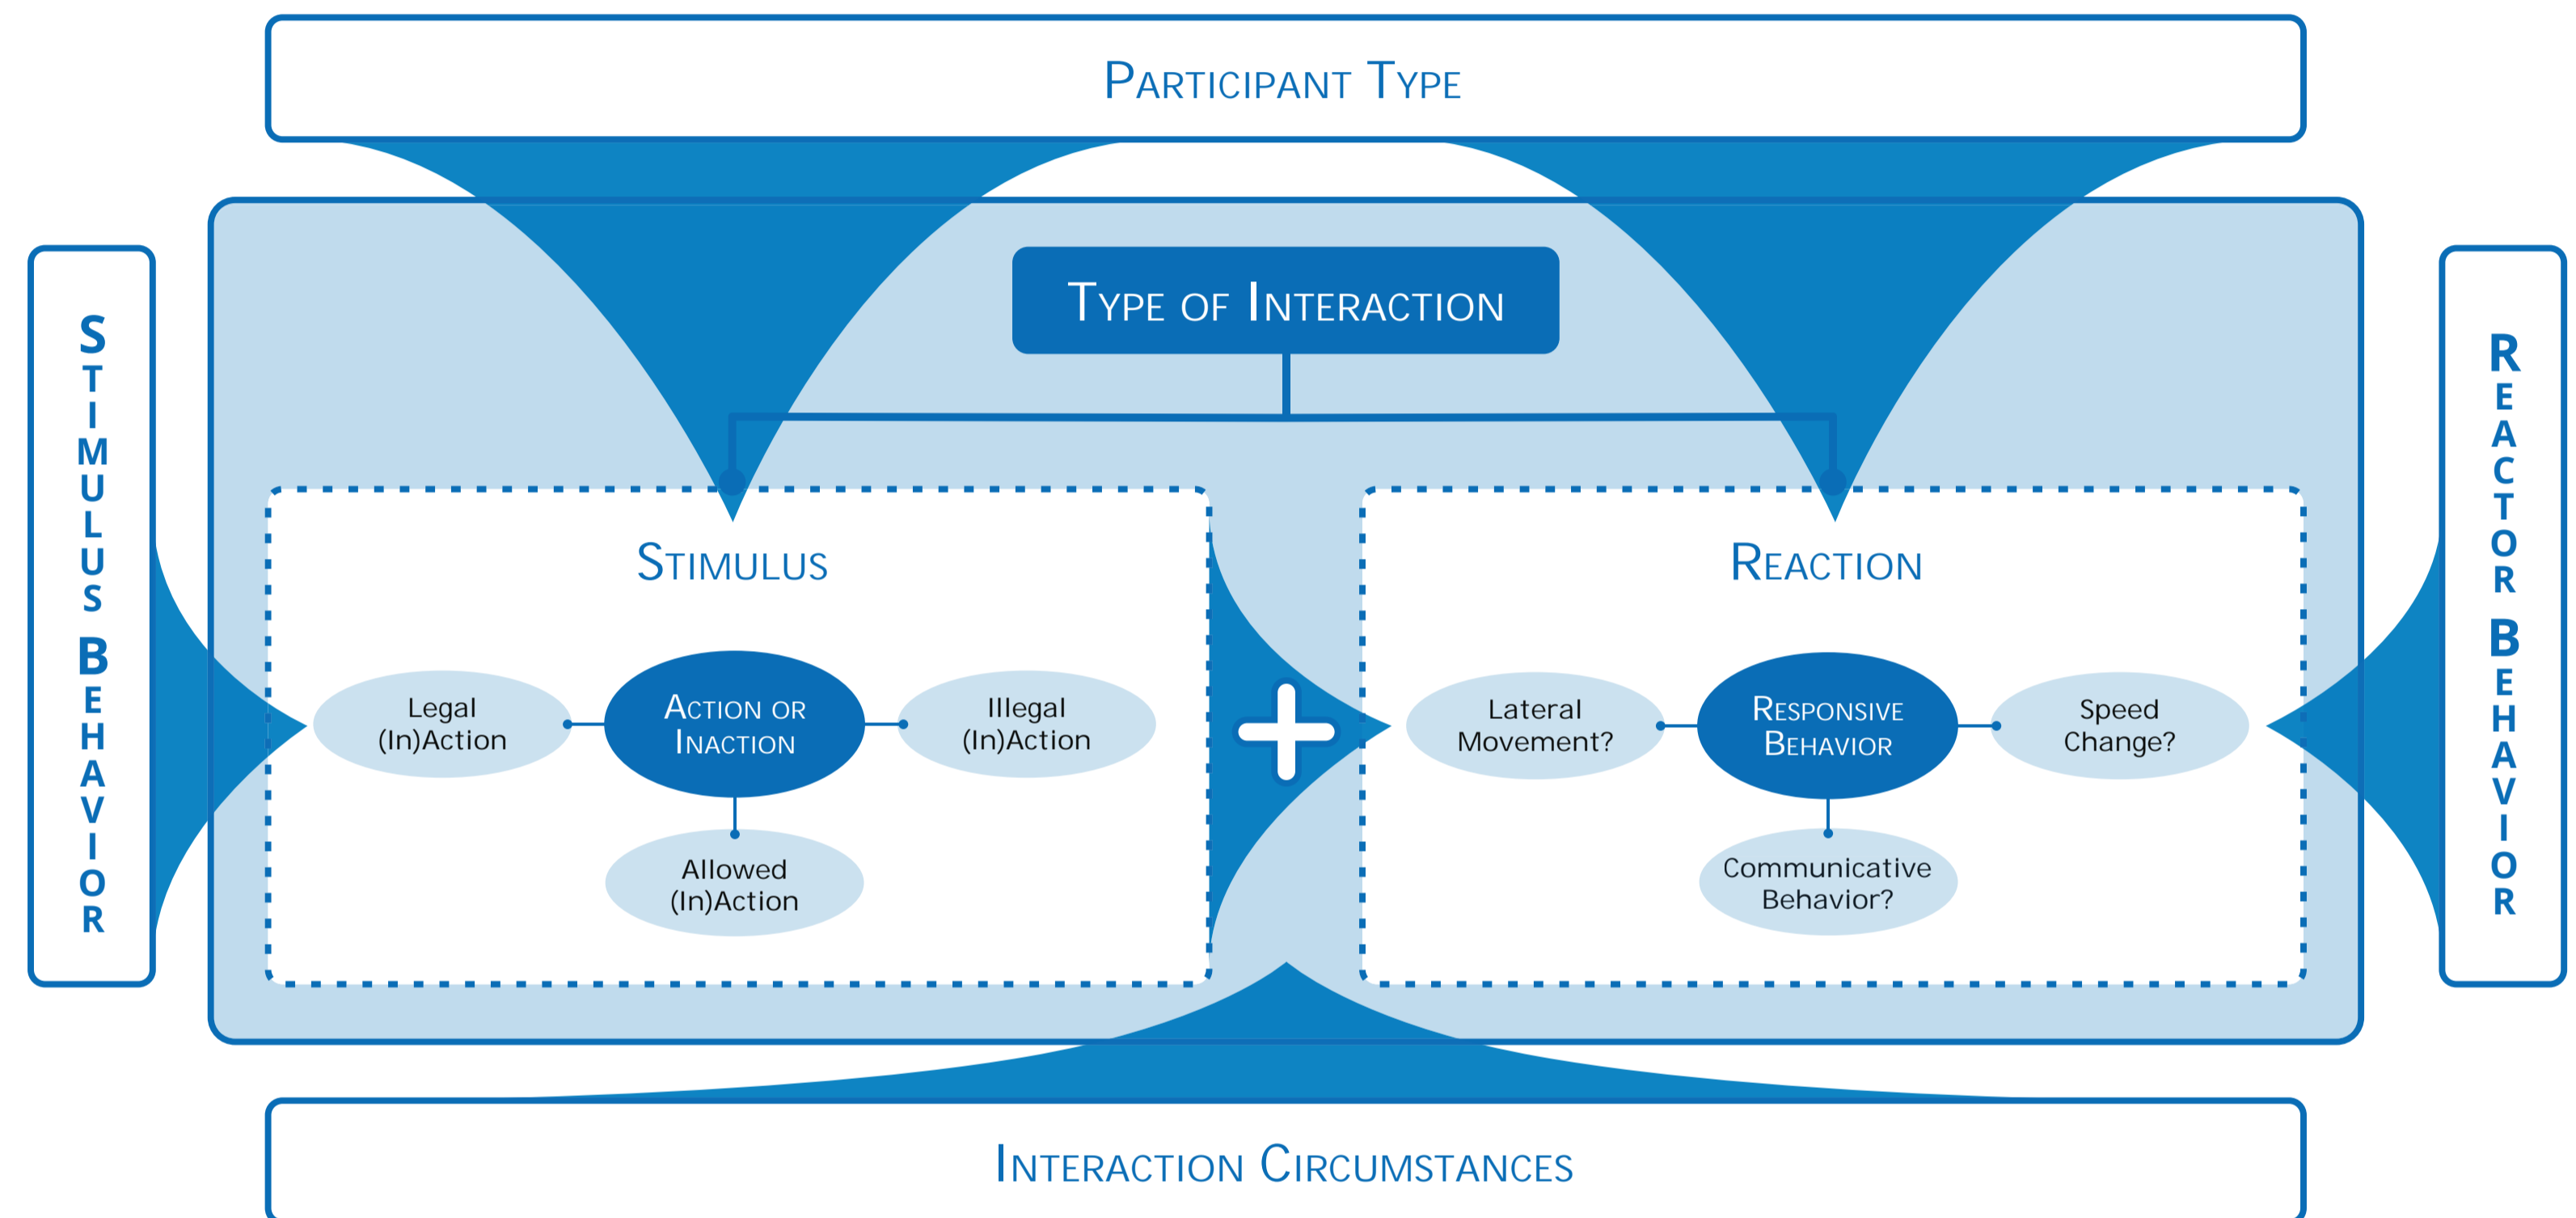 Participant Type
Type of Interaction
Stimulus Behavior
Stimulus
Legal
(In)Action
Action or
Inaction
Illegal
(In)Action
Allowed
(In)Action
Reaction
Lateral
Movement?
Responsive
Behavior
Speed
Change?
Communicative
Behavior?
Reactor Behavior
Interaction Circumstances